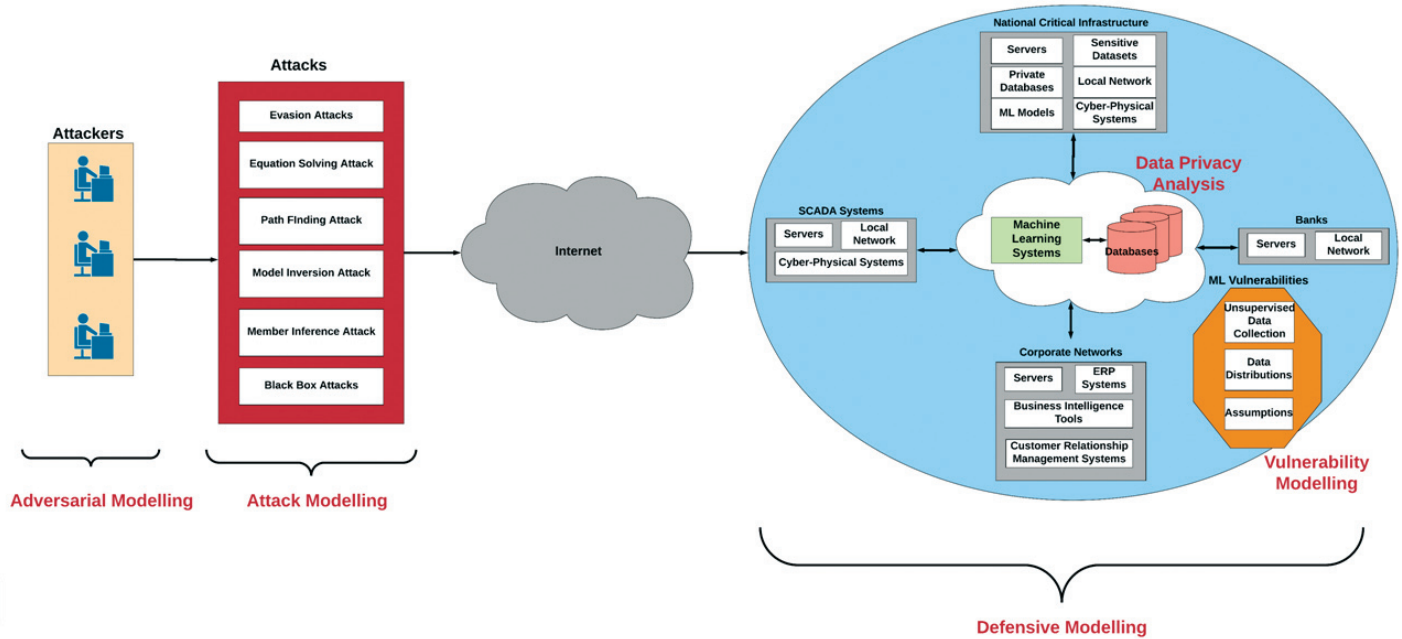 Attackers
Attacks
Evasion Attacks
Equation Solving Attack
Path FInding Attack
Model Inversion Attack
Member Inference Attack
Black Box Attacks
Adversarial Modelling
Attack Modelling
Internet
National Critical Infrastructure
Servers
Sensitive
Datasets
Private
Databases
Local Network
ML Models
Cyber-Physical
Systems
Data Privacy
Analysis
SCADA Systems
Servers
Local
Network
Cyber-Physical Systems
Machine
Learning
Systems
Databases
Banks
Servers
Local
Network
ML Vulnerabilities
Unsupervised
Data
Collection
Data
Distributions
Assumptions
Vulnerability
Modelling
Corporate Networks
Servers
ERP
Systems
Business Intelligence
Tools
Customer Relationship
Management Systems
Defensive Modelling